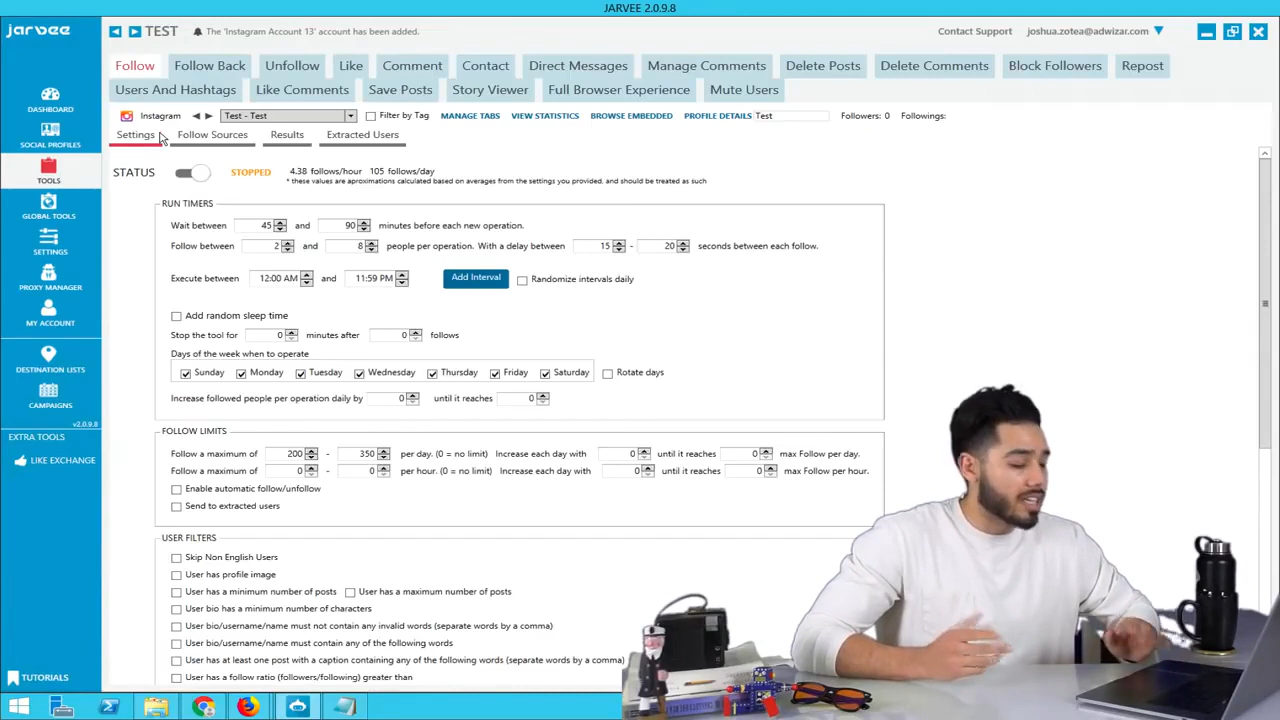 JARVEE 2.0.9.8
jarvee
TEST
The 'Instagram Account 13' account has been added.
Contact Support
joshua.zotea@adwizar.com
Follow
Follow Back
Unfollow
Like
Comment
Contact
Direct Messages
Manage Comments
Delete Posts
Delete Comments
Block Followers
Repost
Users And Hashtags
Like Comments
Save Posts
Story Viewer
Full Browser Experience
Mute Users
Instagram
Test - Test
Filter by Tag
MANAGE TABS
VIEW STATISTICS
BROWSE EMBEDDED
PROFILE DETAILS
Test
Followers: 0
Followings:
Settings
Follow Sources
Results
Extracted Users
DASHBOARD
SOCIAL PROFILES
TOOLS
GLOBAL TOOLS
SETTINGS
PROXY MANAGER
MY ACCOUNT
DESTINATION LISTS
CAMPAIGNS
v2.0.9.8
EXTRA TOOLS
LIKE EXCHANGE
TUTORIALS
STATUS
STOPPED
4.38 follows/hour 105 follows/day
* these values are aproximations calculated based on averages from the settings you provided, and should be treated as such
RUN TIMERS
Wait between 45 and 90 minutes before each new operation.
Follow between 2 and 8 people per operation. With a delay between 15 - 20 seconds between each follow.
Execute between 12:00 AM and 11:59 PM Add Interval Randomize intervals daily
Add random sleep time
Stop the tool for 0 minutes after 0 follows
Days of the week when to operate
Sunday Monday Tuesday Wednesday Thursday Friday Saturday Rotate days
Increase followed people per operation daily by 0 until it reaches 0
FOLLOW LIMITS
Follow a maximum of 200 - 350 per day. (0 = no limit) Increase each day with 0 until it reaches 0 max Follow per day.
Follow a maximum of 0 - 0 per hour. (0 = no limit) Increase each day with 0 until it reaches 0 max Follow per hour.
Enable automatic follow/unfollow
Send to extracted users
USER FILTERS
Skip Non English Users
User has profile image
User has a minimum number of posts User has a maximum number of posts
User bio has a minimum number of characters
User bio/username/name must not contain any invalid words (separate words by a comma)
User bio/username/name must contain any of the following words
User has at least one post with a caption containing any of the following words (separate words by a comma)
User has a follow ratio (followers/following) greater than